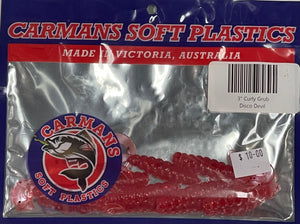 CARMANS SOFT PLASTICS
MADE IN VICTORIA, AUSTRALIA
3" Curly Grub
Disco Devil
$ 10-00
CARMANS
SOFT PLASTICS